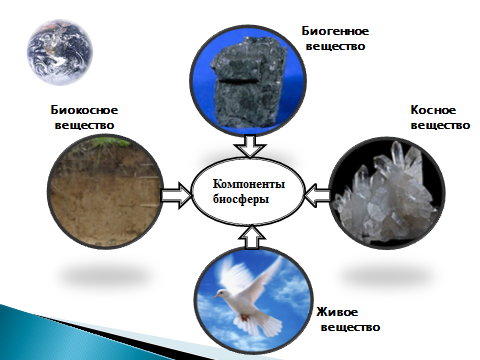 Биогенное
вещество
Биокосное
вещество
Косное
вещество
Компоненты
биосферы
Живое
вещество